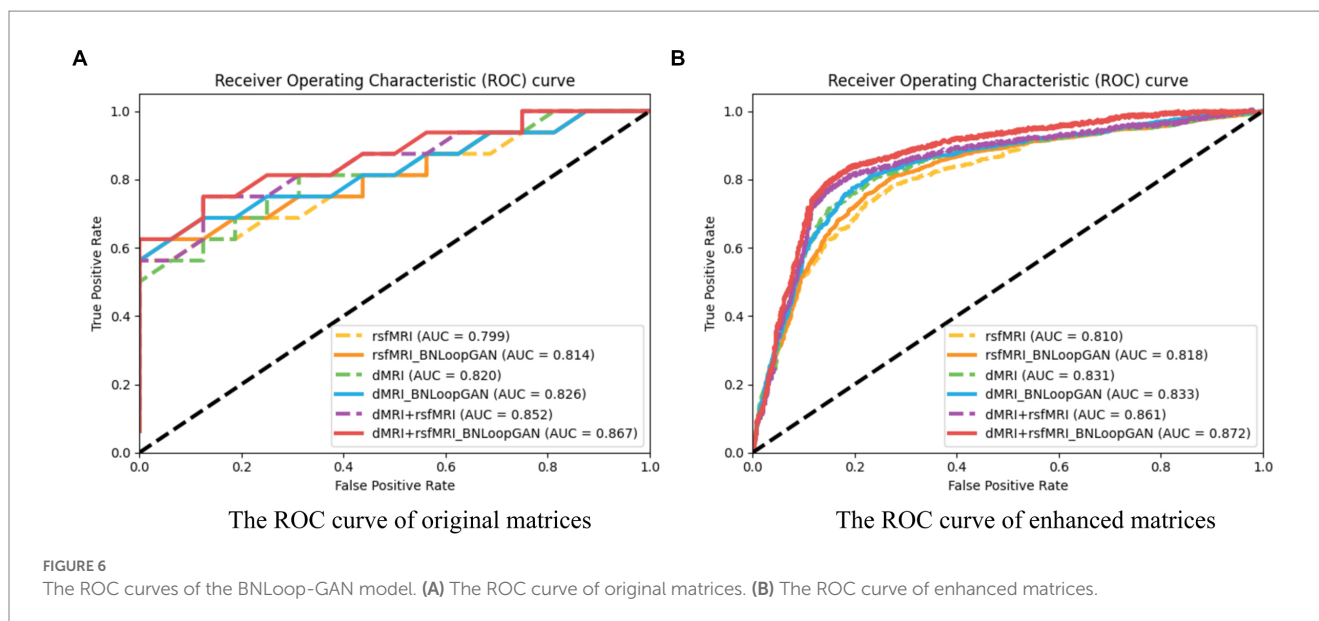 A
Receiver Operating Characteristic (ROC) curve
True Positive Rate
1.0
0.8
0.6
0.4
0.2
0.0
rsfMRI (AUC = 0.799)
rsfMRI_BNLoopGAN (AUC = 0.814)
dMRI (AUC = 0.820)
dMRI_BNLoopGAN (AUC = 0.826)
dMRI+rsfMRI (AUC = 0.852)
dMRI+rsfMRI_BNLoopGAN (AUC = 0.867)
0.0 0.2 0.4 0.6 0.8 1.0
False Positive Rate
The ROC curve of original matrices
B
Receiver Operating Characteristic (ROC) curve
True Positive Rate
1.0
0.8
0.6
0.4
0.2
0.0
rsfMRI (AUC = 0.810)
rsfMRI_BNLoopGAN (AUC = 0.818)
dMRI (AUC = 0.831)
dMRI_BNLoopGAN (AUC = 0.833)
dMRI+rsfMRI (AUC = 0.861)
dMRI+rsfMRI_BNLoopGAN (AUC = 0.872)
0.0 0.2 0.4 0.6 0.8 1.0
False Positive Rate
The ROC curve of enhanced matrices
FIGURE 6
The ROC curves of the BNLoop-GAN model. (A) The ROC curve of original matrices. (B) The ROC curve of enhanced matrices.